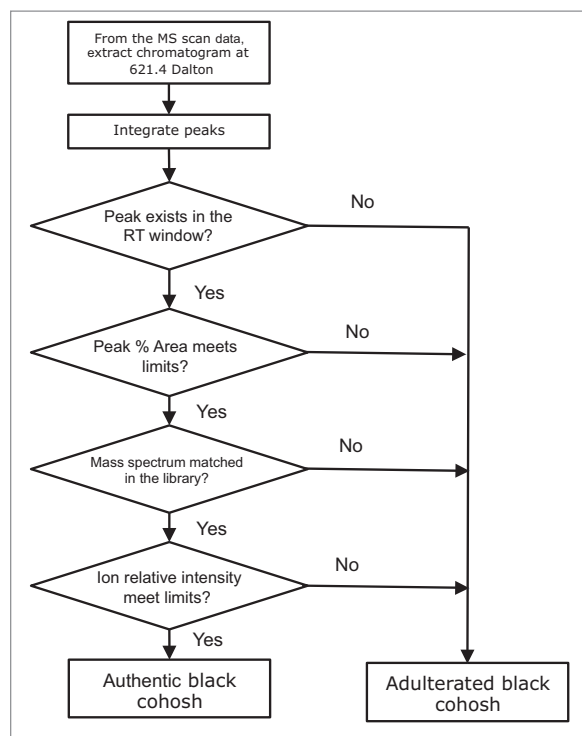 From the MS scan data,
extract chromatogram at
621.4 Dalton
Integrate peaks
Peak exists in the
RT window?
No
Yes
Peak % Area meets
limits?
No
Yes
Mass spectrum matched
in the library?
No
Yes
Ion relative intensity
meet limits?
No
Yes
Authentic black
cohosh
Adulterated black
cohosh